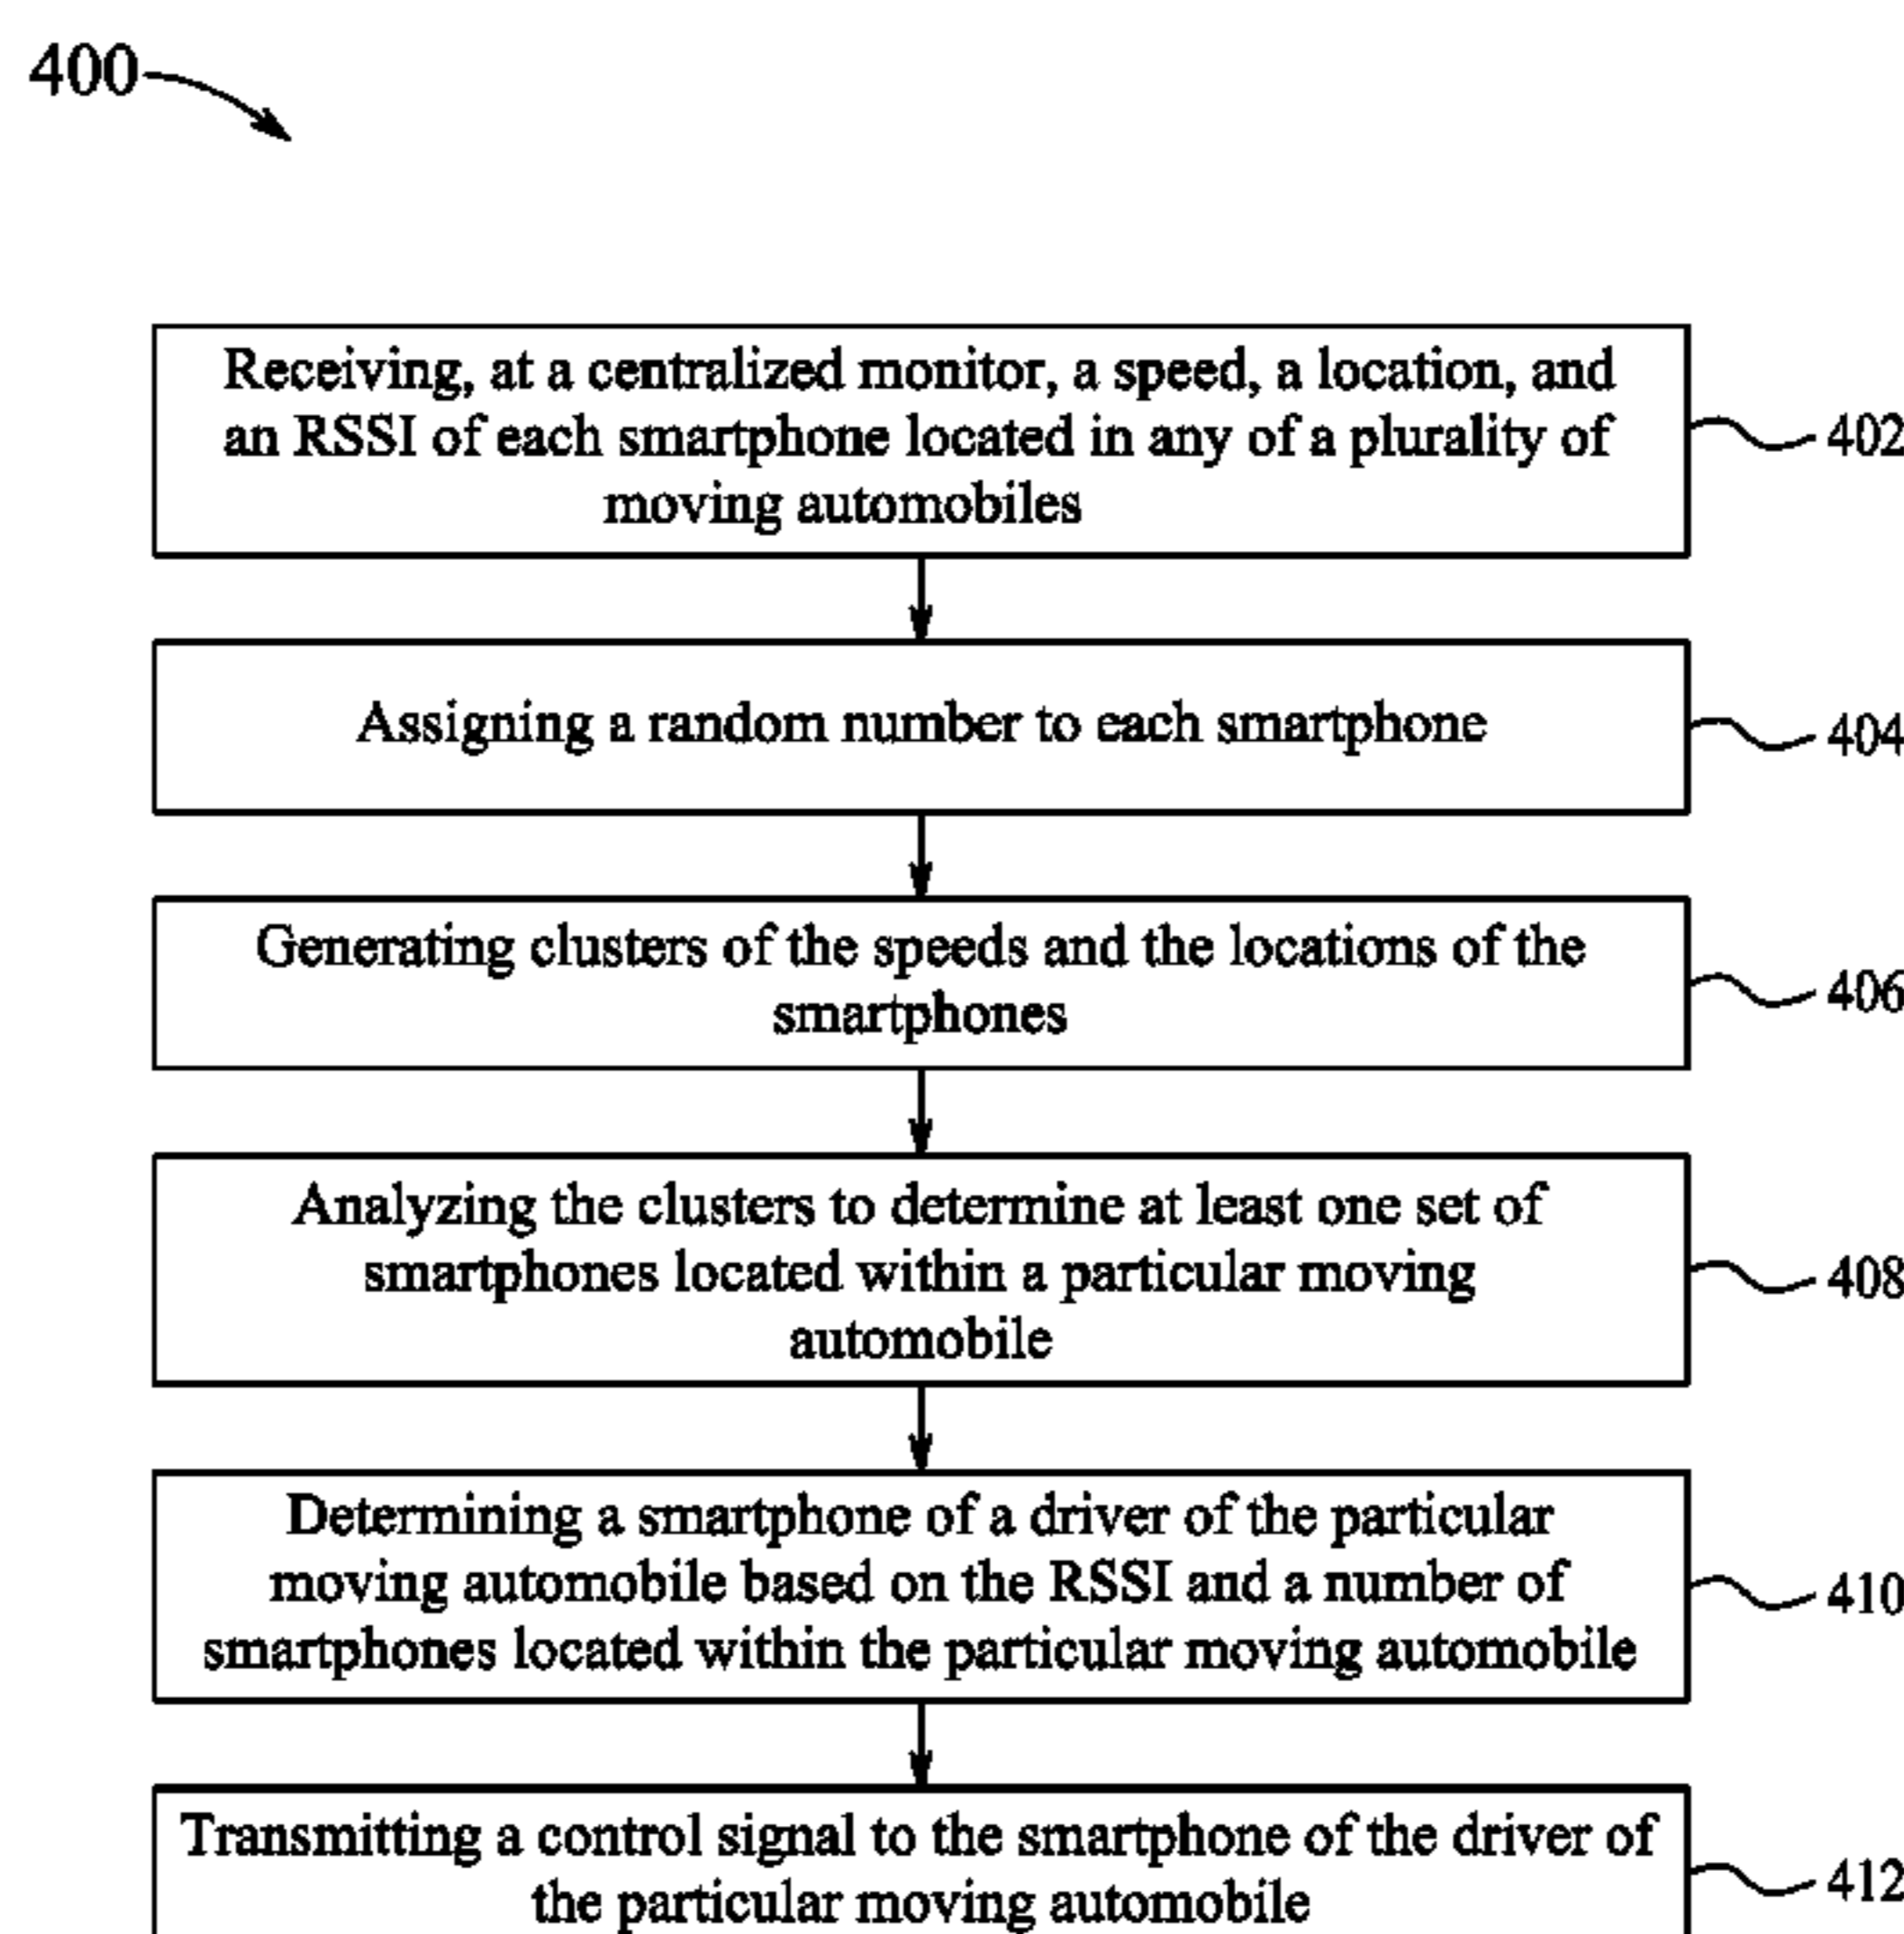 400
Receiving, at a centralized monitor, a speed, a location, and
an RSSI of each smartphone located in any of a plurality of
moving automobiles
402
Assigning a random number to each smartphone
404
Generating clusters of the speeds and the locations of the
smartphones
406
Analyzing the clusters to determine at least one set of
smartphones located within a particular moving
automobile
408
Determining a smartphone of a driver of the particular
moving automobile based on the RSSI and a number of
smartphones located within the particular moving automobile
410
Transmitting a control signal to the smartphone of the driver of
the particular moving automobile
412